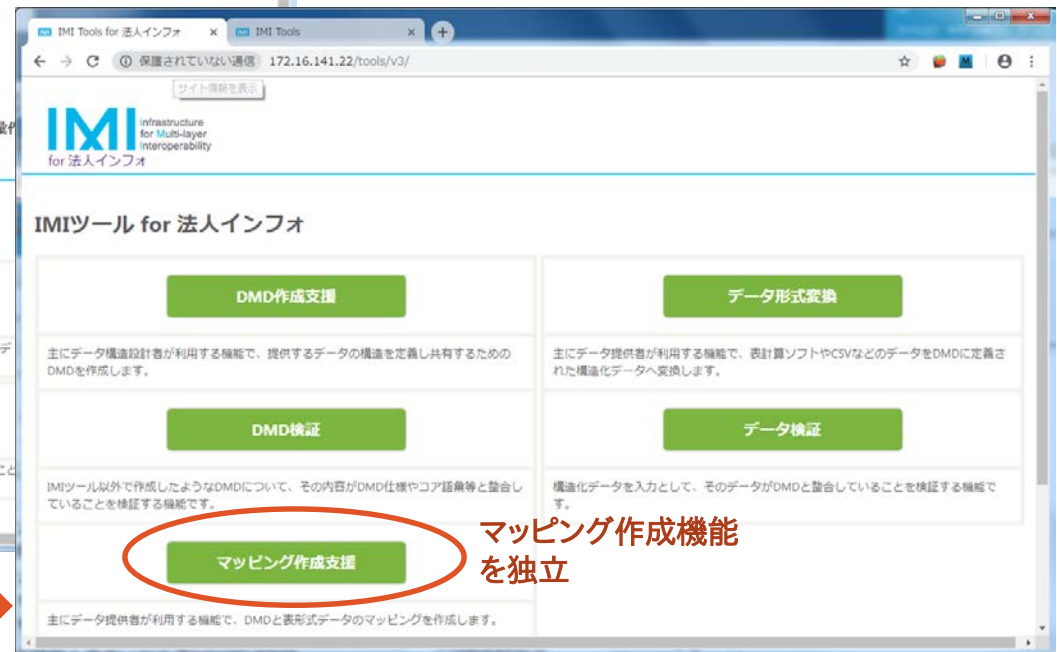 IMI Tools for 法人インフォ
IMI Tools
保護されていない通信 172.16.141.22/tools/v3/
サイト情報を表示
IMI
Infrastructure
for Multi-layer
Interoperability
for 法人インフォ
IMIツール for 法人インフォ
DMD作成支援
データ形式変換
主にデータ構造設計者が利用する機能で、提供するデータの構造を定義し共有するための
DMDを作成します。
主にデータ提供者が利用する機能で、表計算ソフトやCSVなどのデータをDMDに定義さ
れた構造化データへ変換します。
DMD検証
データ検証
IMIツール以外で作成したようなDMDについて、その内容がDMD仕様やコア語彙等と整合し
ていることを検証する機能です。
構造化データを入力として、そのデータがDMDと整合していることを検証する機能で
す。
マッピング作成機能
を独立
マッピング作成支援
主にデータ提供者が利用する機能で、DMDと表形式データのマッピングを作成します。